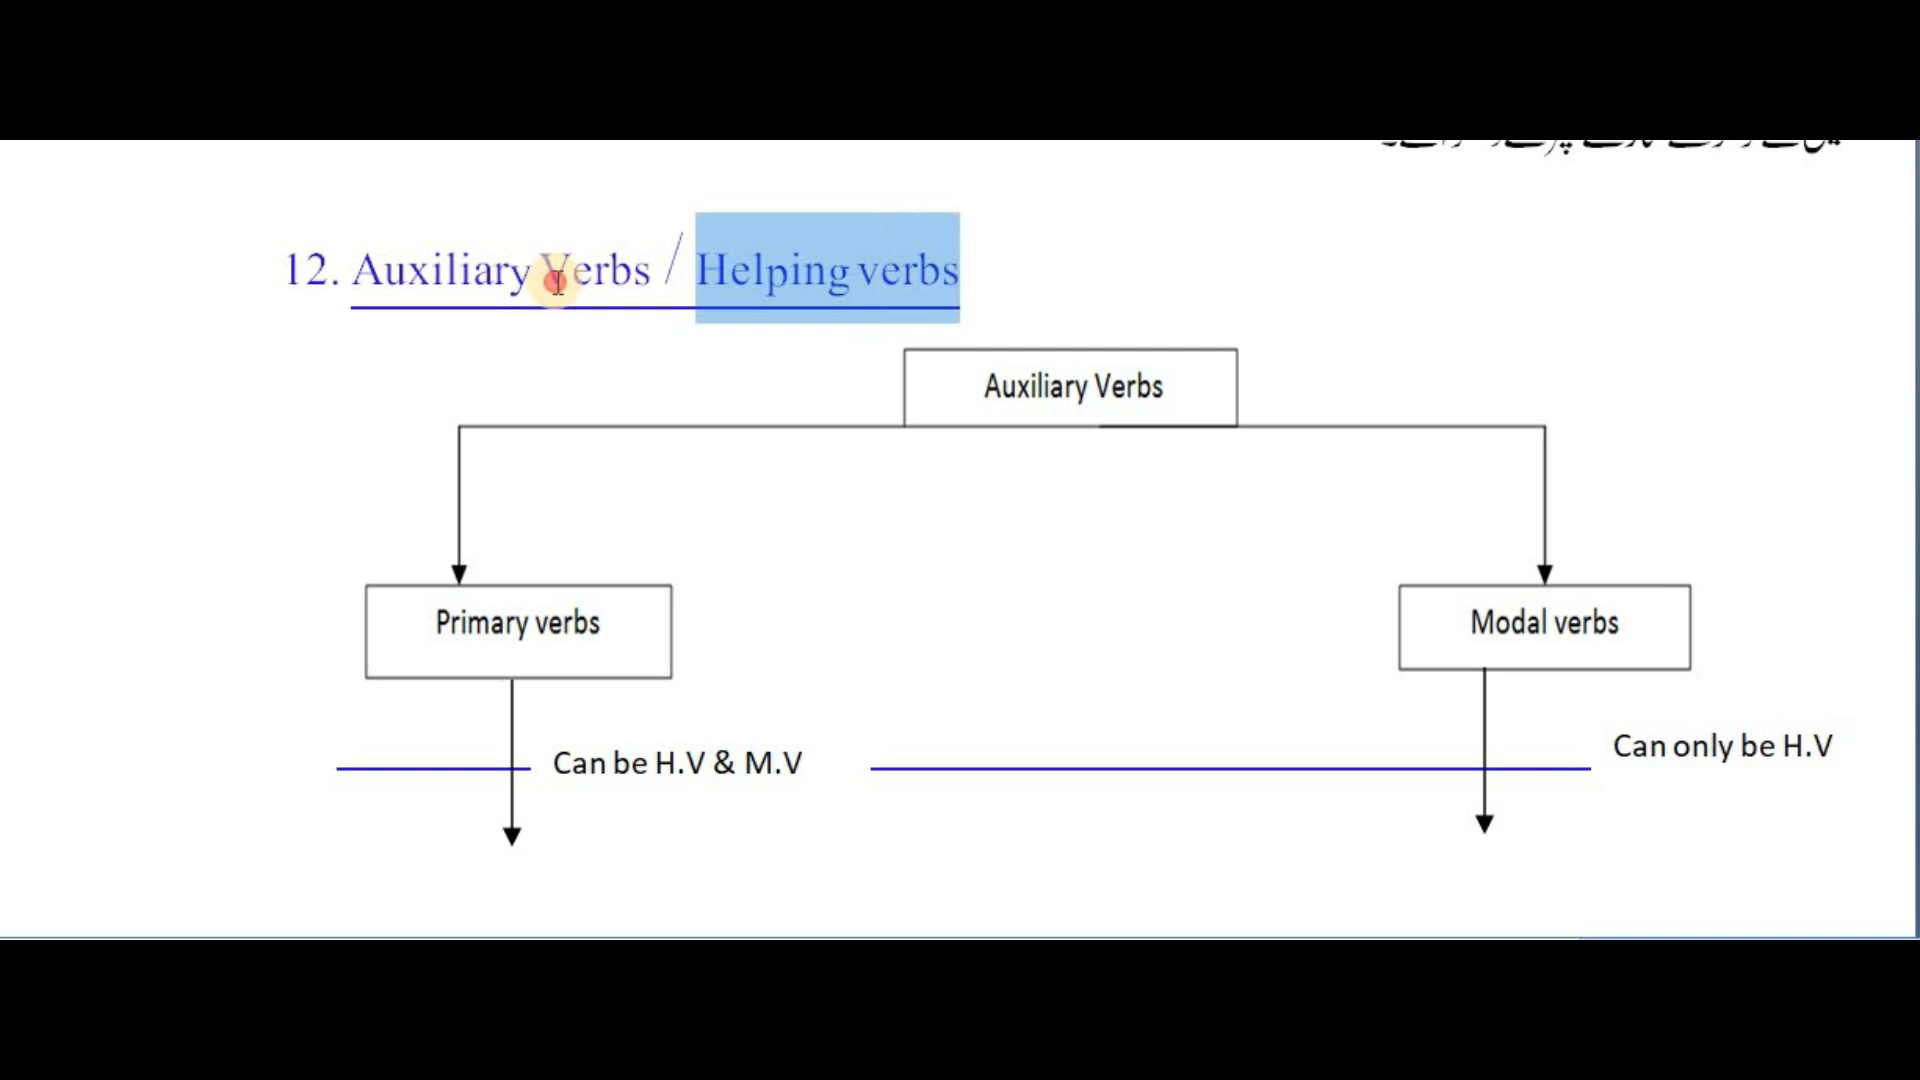 12. Auxiliary Verbs / Helping verbs
Auxiliary Verbs
Primary verbs
Modal verbs
Can be H.V & M.V
Can only be H.V